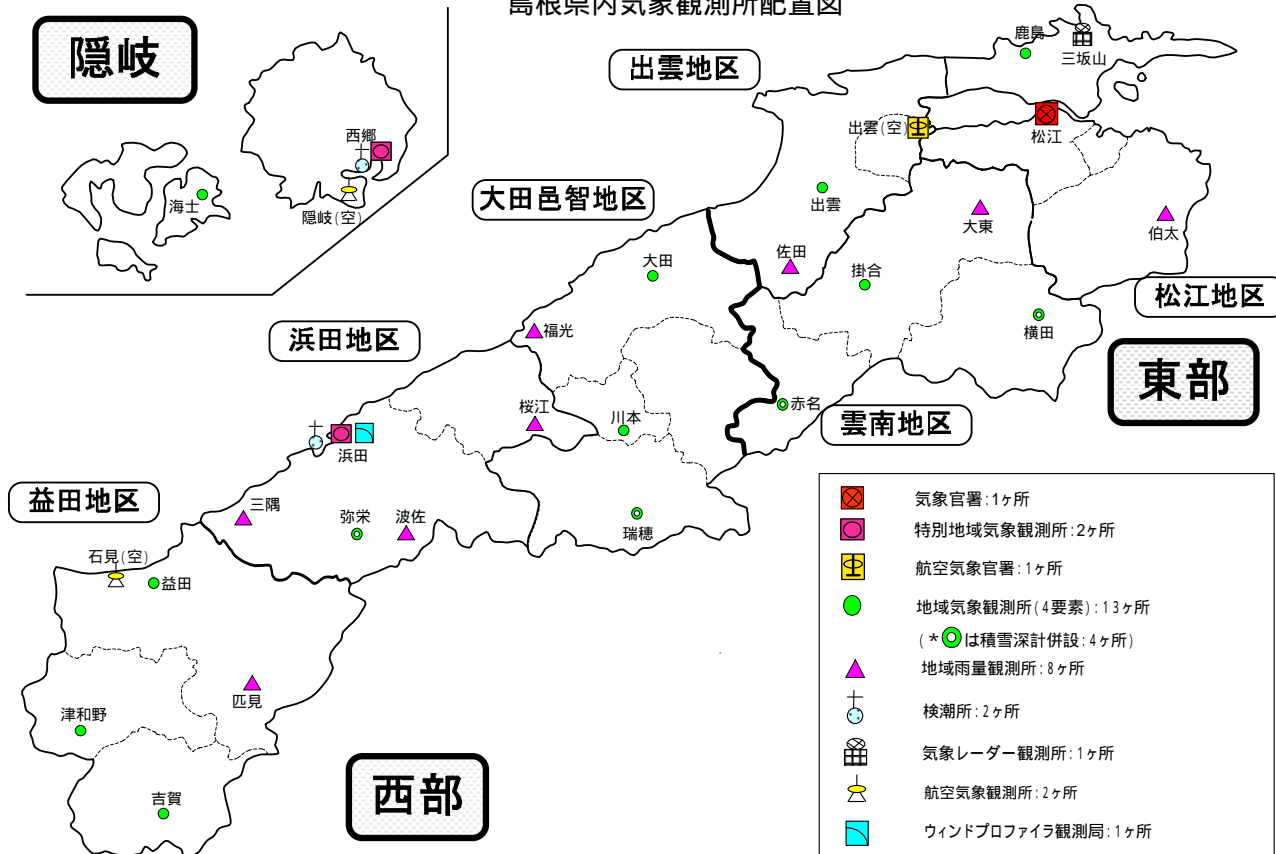 島根県内気象観測所配置図
隠岐
西郷
海士
隠岐(空)
出雲地区
鹿島
三坂山
出雲(空)
松江
大田邑智地区
出雲
大東
伯太
佐田
掛合
大田
松江地区
横田
福光
浜田地区
東部
赤名
桜江
川本
雲南地区
浜田
益田地区
三隅
弥栄
波佐
瑞穂
石見(空)
益田
匹見
津和野
吉賀
西部
気象官署:1ヶ所
特別地域気象観測所:2ヶ所
航空気象官署:1ヶ所
地域気象観測所(4要素):13ヶ所
(*は積雪深計併設:4ヶ所)
地域雨量観測所:8ヶ所
検潮所:2ヶ所
気象レーダー観測所:1ヶ所
航空気象観測所:2ヶ所
ウィンドプロファイラ観測局:1ヶ所